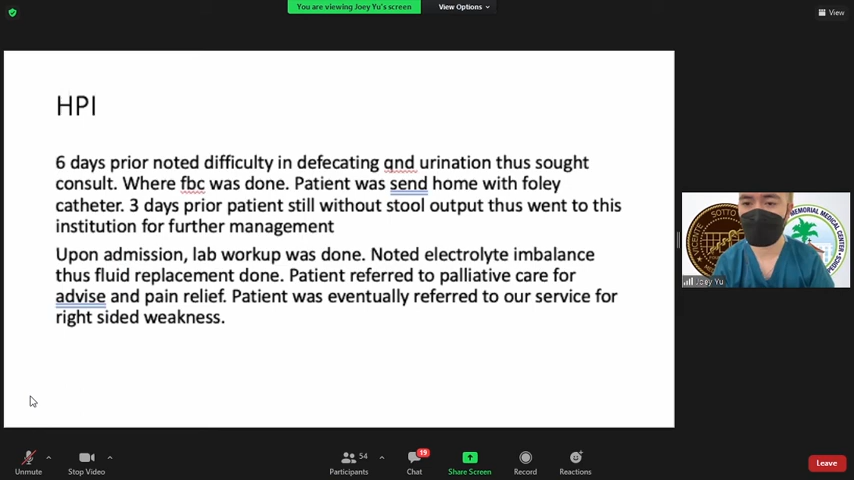 You are viewing Joey Yu's screen
View Options
View
HPI
6 days prior noted difficulty in defecating qnd urination thus sought
consult. Where fbc was done. Patient was send home with foley
catheter. 3 days prior patient still without stool output thus went to this
institution for further management
Upon admission, lab workup was done. Noted electrolyte imbalance
thus fluid replacement done. Patient referred to palliative care for
advise and pain relief. Patient was eventually referred to our service for
right sided weakness.
VICENTE SOTTO
MEMORIAL MEDICAL
Joey Yu
54
19
Unmute
Stop Video
Participants
Chat
Share Screen
Record
Reactions
Leave